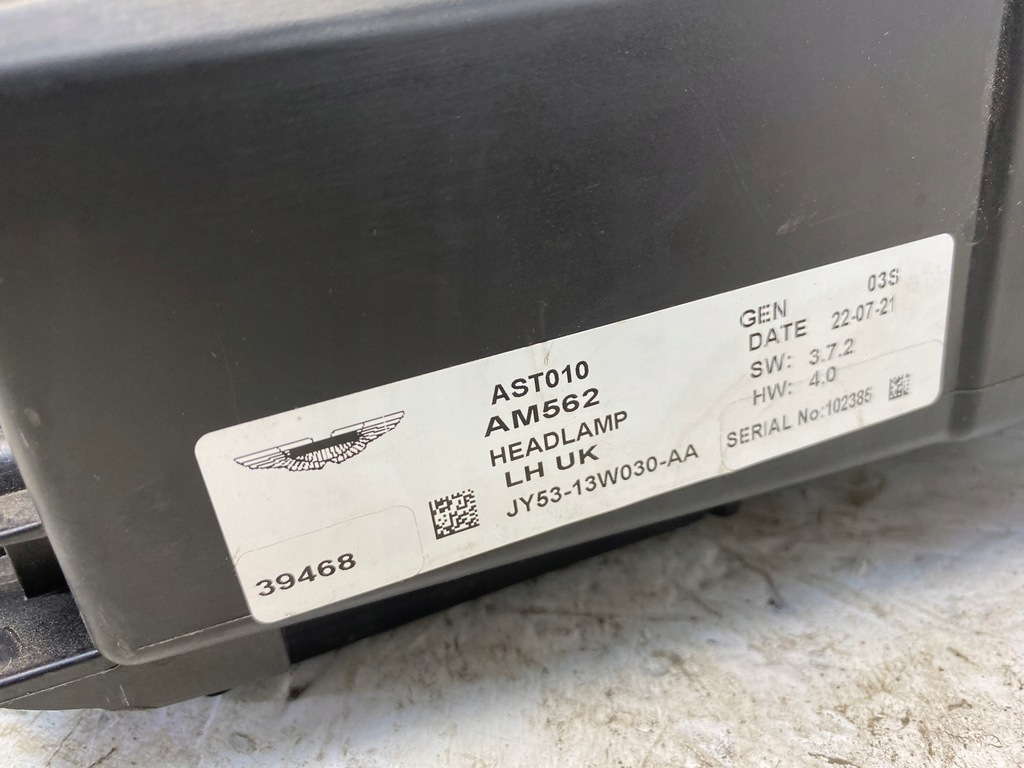 AST010
AM562
HEADLAMP
LH UK
JY53-13W030-AA
39468
GEN 03S
DATE 22-07-21
SW: 3.7.2
HW: 4.0
SERIAL No:102385